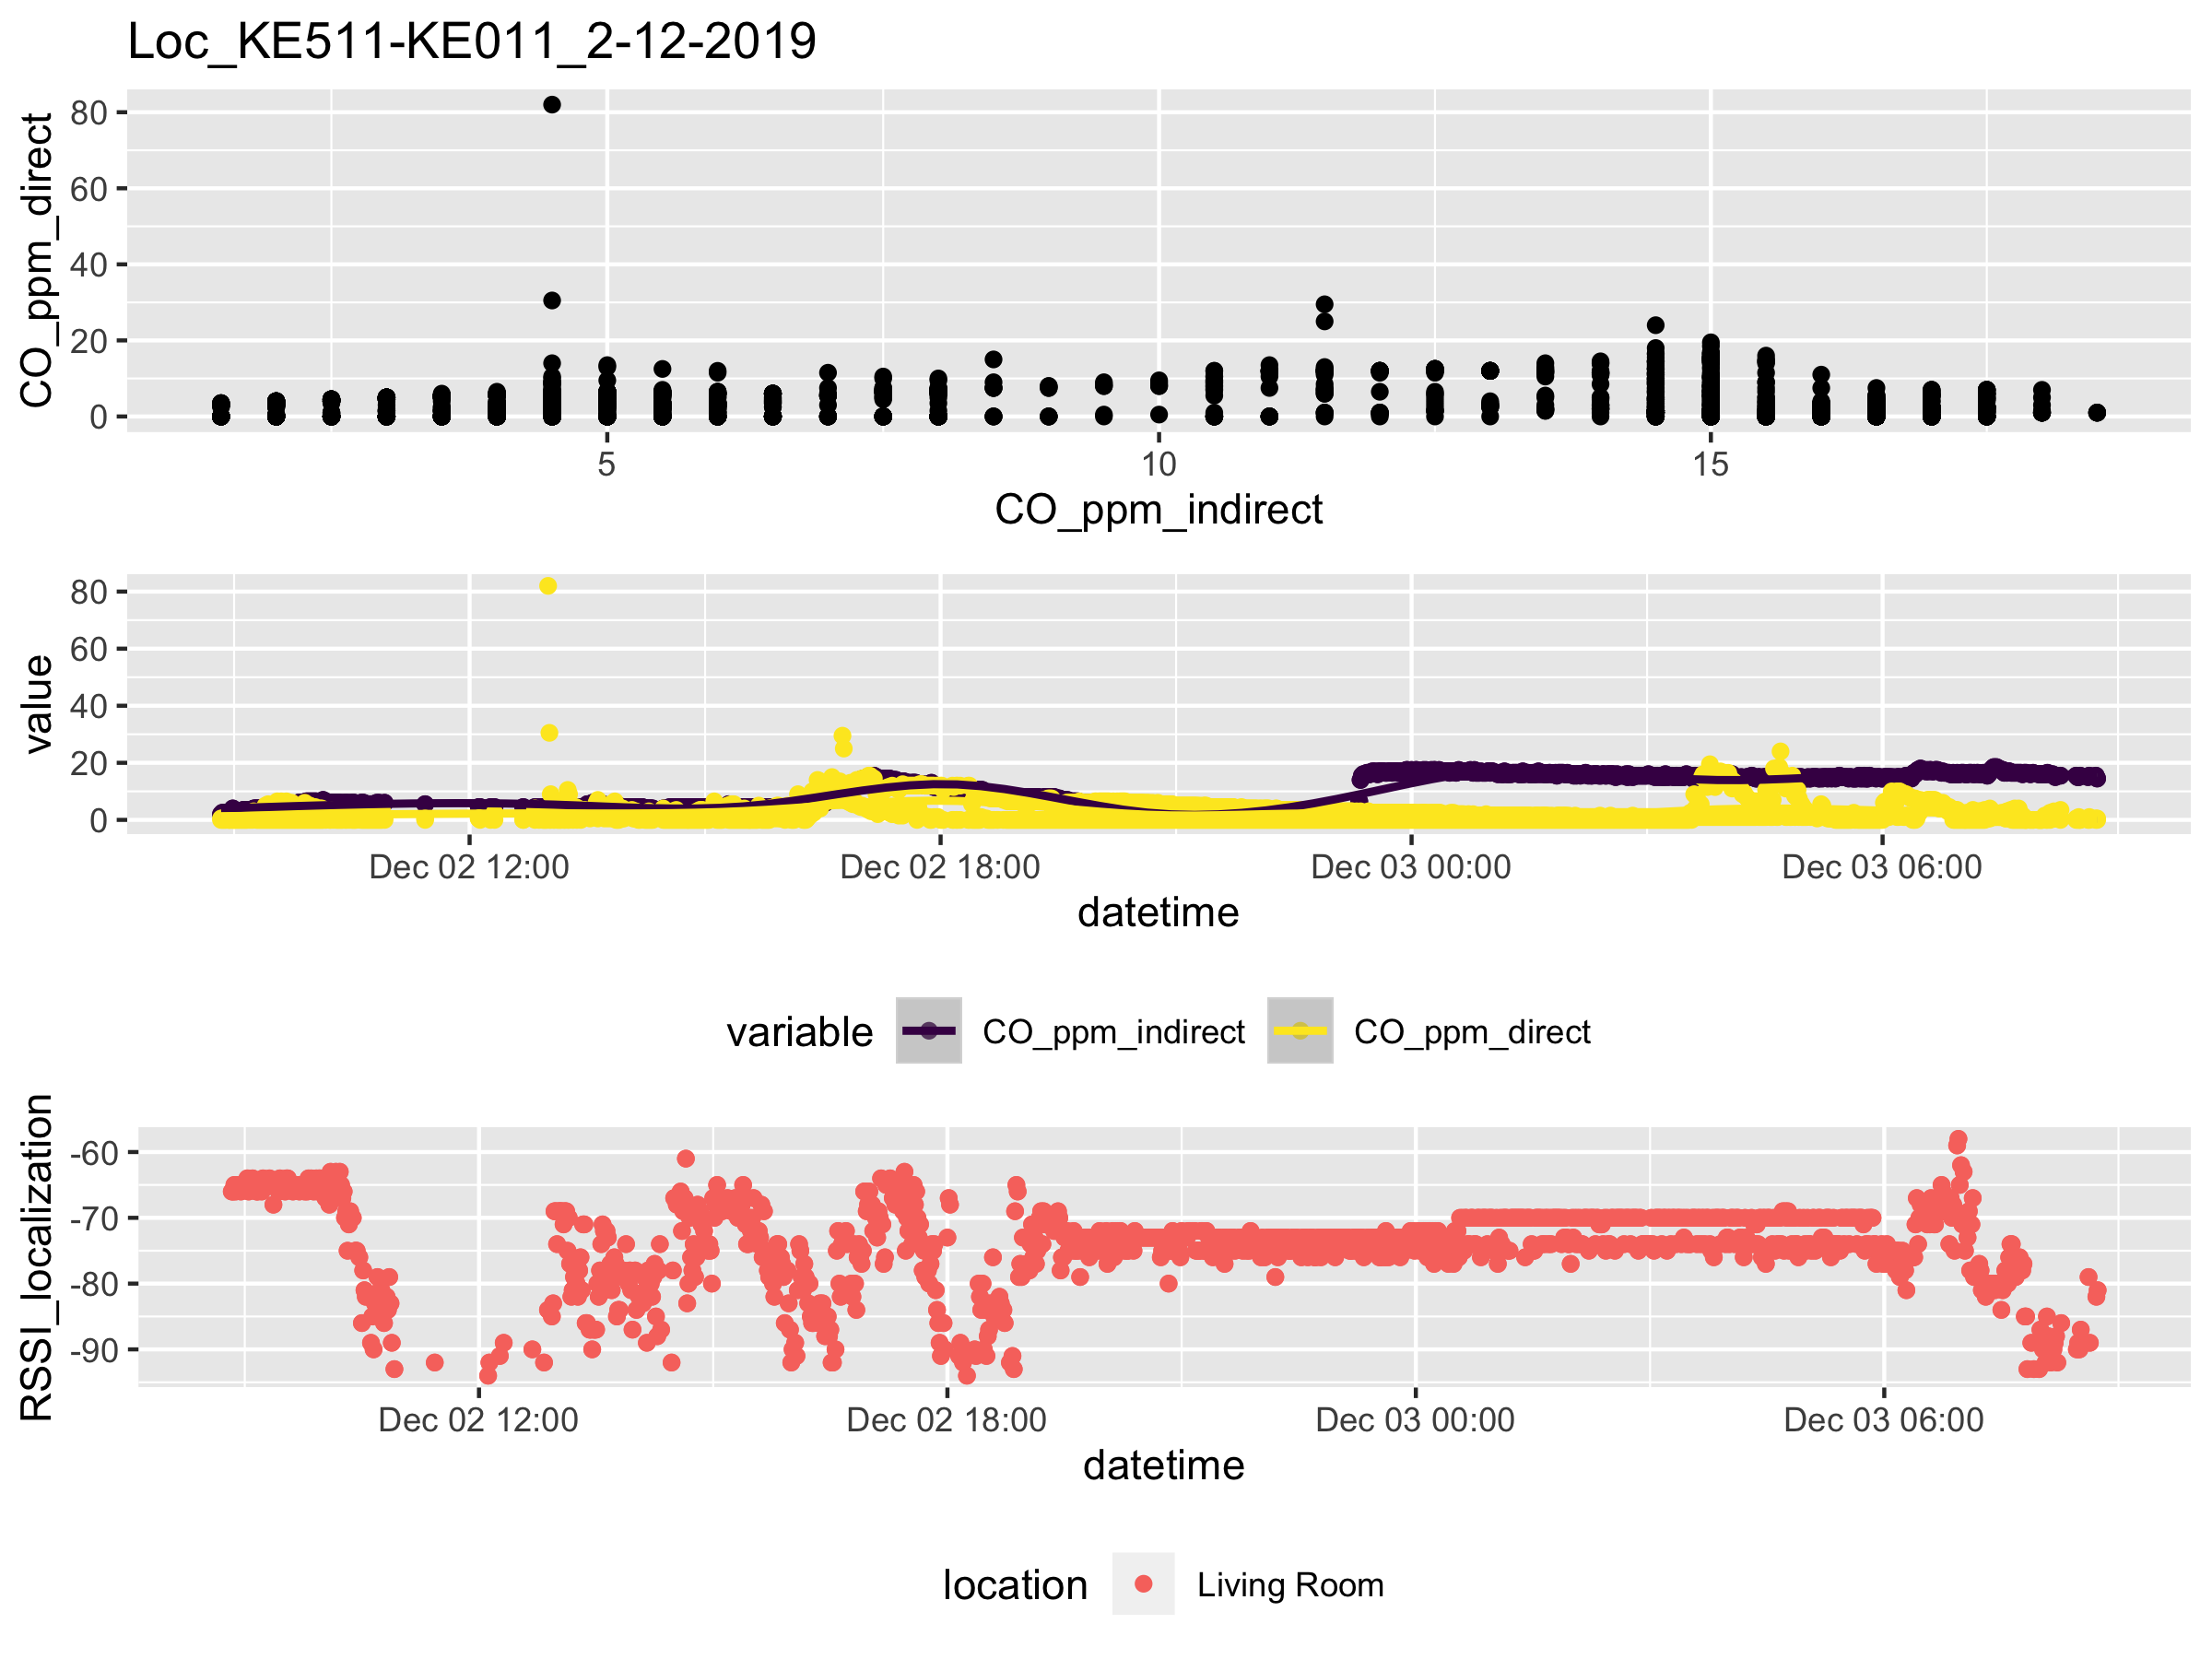 Loc_KE511-KE011_2-12-2019
CO_ppm_direct
80
60
40
20
0
5 10 15
CO_ppm_indirect
value
80
60
40
20
0
Dec 02 12:00 Dec 02 18:00 Dec 03 00:00 Dec 03 06:00
datetime
variable CO_ppm_indirect CO_ppm_direct
RSSI_localization
-60
-70
-80
-90
Dec 02 12:00 Dec 02 18:00 Dec 03 00:00 Dec 03 06:00
datetime
location Living Room